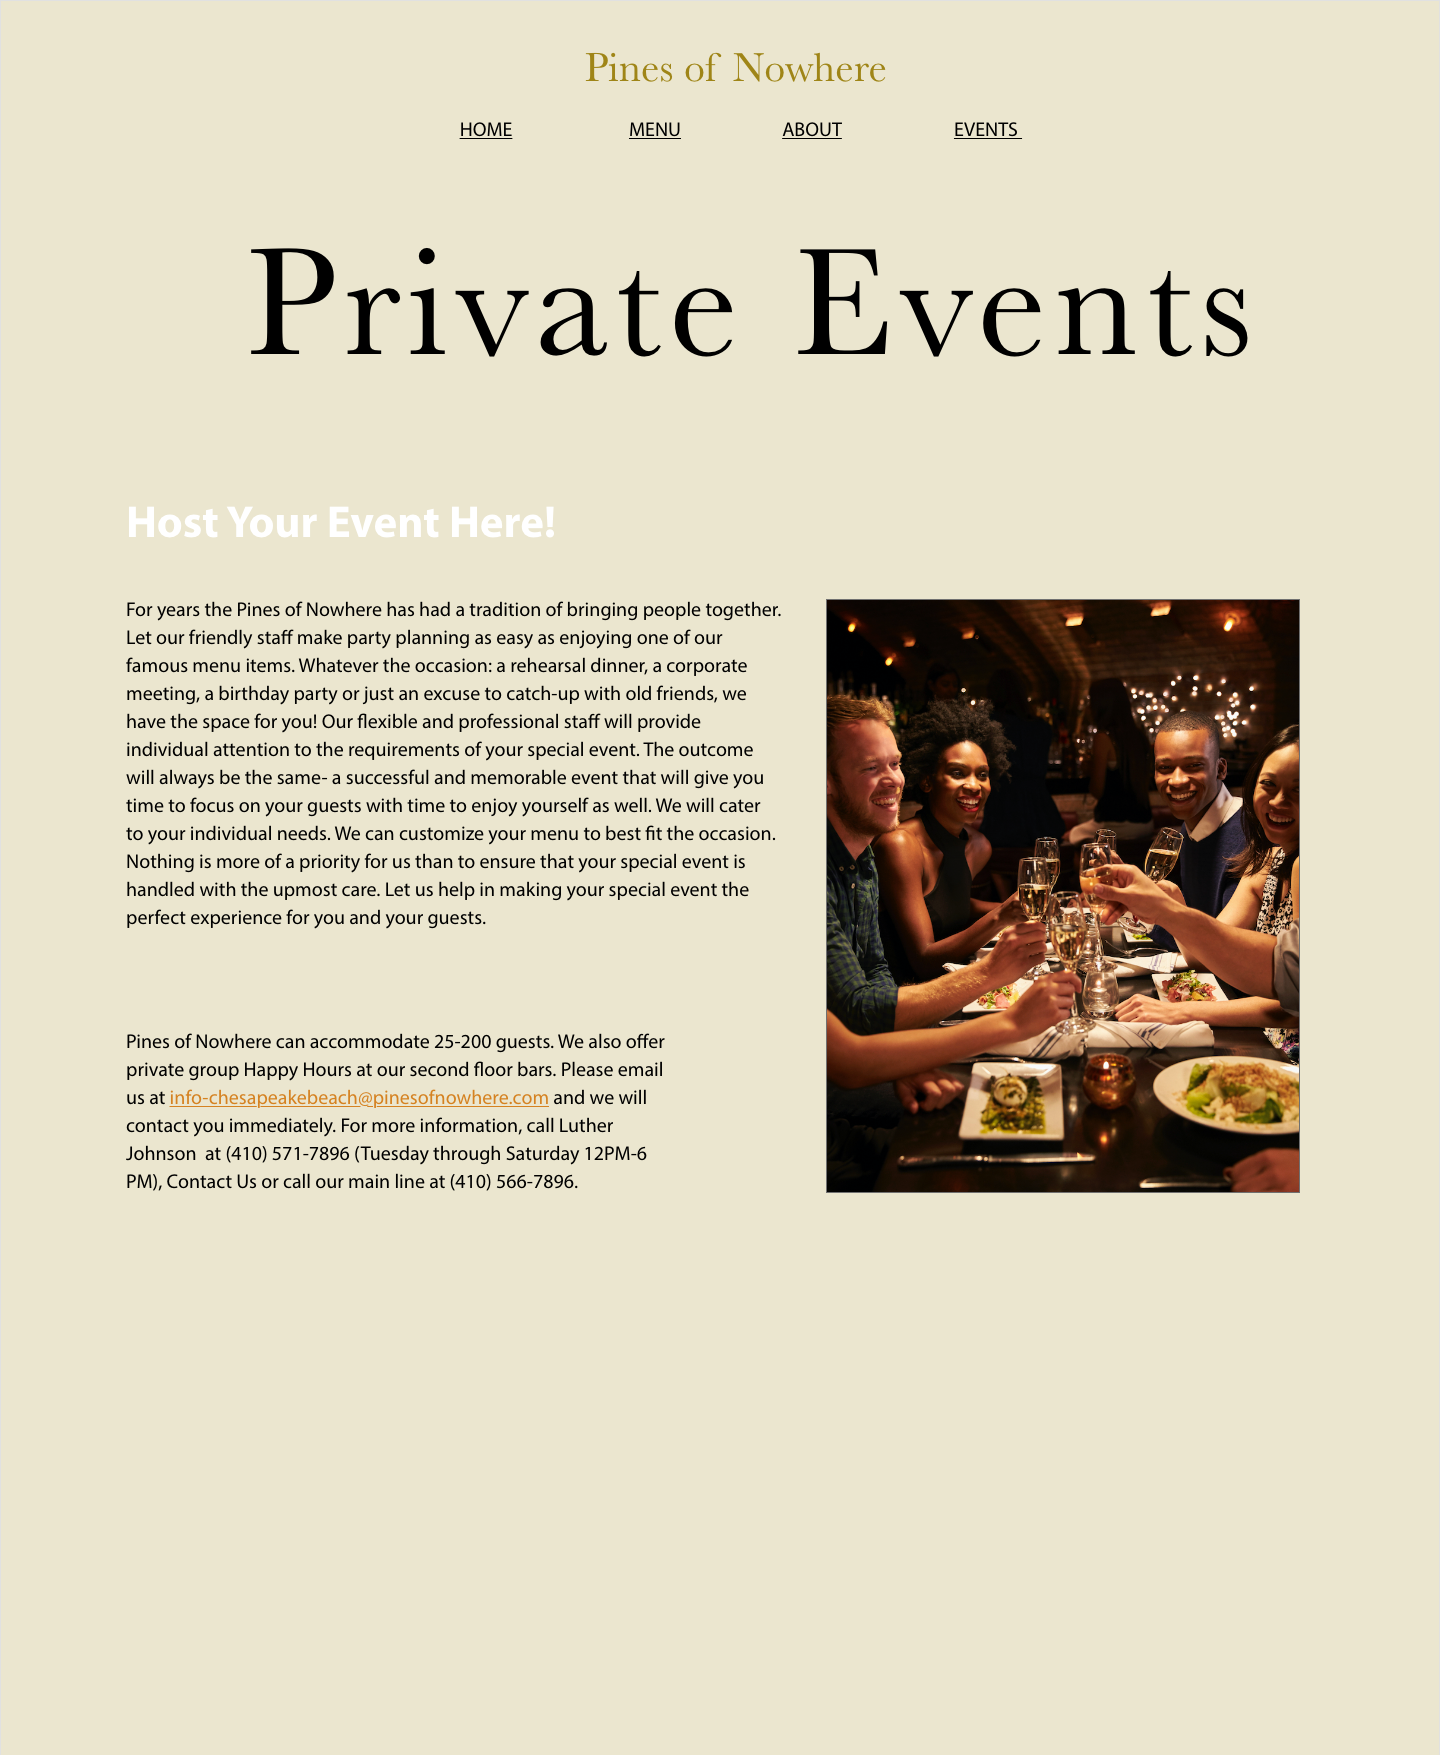 Pines of Nowhere
HOME MENU ABOUT EVENTS
Private Events
Host Your Event Here!
For years the Pines of Nowhere has had a tradition of bringing people together.
Let our friendly staff make party planning as easy as enjoying one of our
famous menu items. Whatever the occasion: a rehearsal dinner, a corporate
meeting, a birthday party or just an excuse to catch-up with old friends, we
have the space for you! Our flexible and professional staff will provide
individual attention to the requirements of your special event. The outcome
will always be the same- a successful and memorable event that will give you
time to focus on your guests with time to enjoy yourself as well. We will cater
to your individual needs. We can customize your menu to best fit the occasion.
Nothing is more of a priority for us than to ensure that your special event is
handled with the upmost care. Let us help in making your special event the
perfect experience for you and your guests.
Pines of Nowhere can accommodate 25-200 guests. We also offer
private group Happy Hours at our second floor bars. Please email
us at info-chesapeakebeach@pinesofnowhere.com and we will
contact you immediately. For more information, call Luther
Johnson  at (410) 571-7896 (Tuesday through Saturday 12PM-6
PM), Contact Us or call our main line at (410) 566-7896.